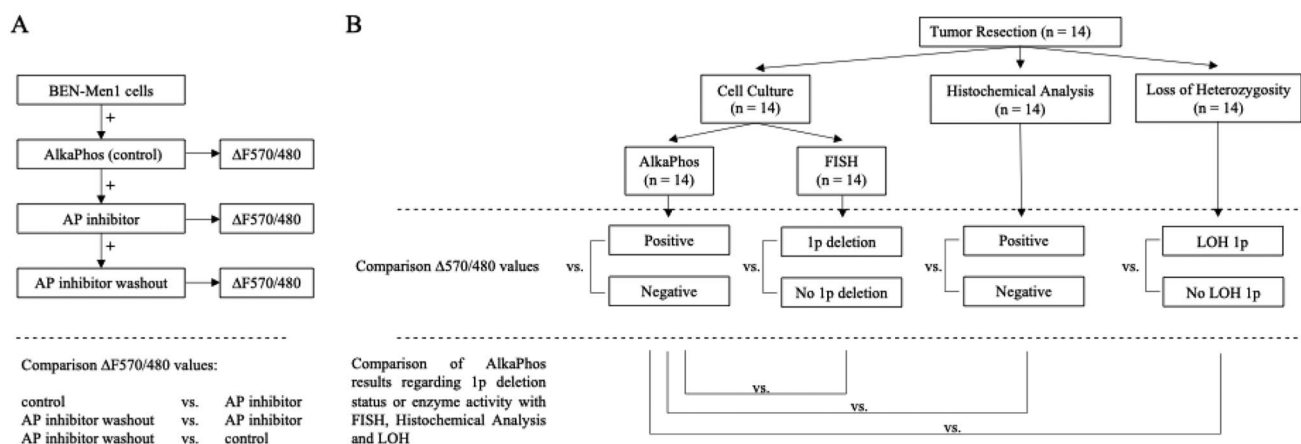 A
BEN-Men1 cells
+
AlkaPhos (control)
ΔF570/480
+
AP inhibitor
ΔF570/480
+
AP inhibitor washout
ΔF570/480
Comparison ΔF570/480 values:
control vs. AP inhibitor
AP inhibitor washout vs. AP inhibitor
AP inhibitor washout vs. control
B
Tumor Resection (n = 14)
Cell Culture
(n = 14)
Histochemical Analysis
(n = 14)
Loss of Heterozygosity
(n = 14)
AlkaPhos
(n = 14)
FISH
(n = 14)
Comparison Δ570/480 values
vs.
Positive
Negative
vs.
1p deletion
No 1p deletion
vs.
Positive
Negative
vs.
LOH 1p
No LOH 1p
Comparison of AlkaPhos
results regarding 1p deletion
status or enzyme activity with
FISH, Histochemical Analysis
and LOH
vs.
vs.
vs.